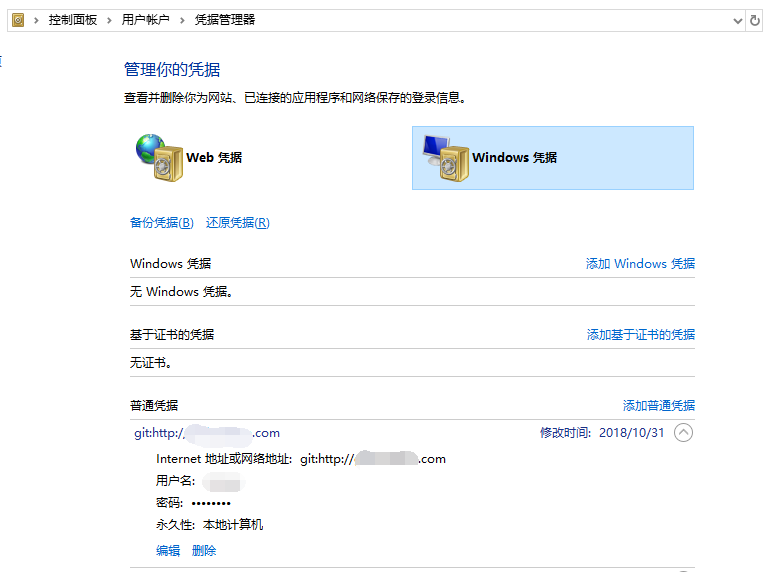 控制面板 > 用户帐户 > 凭据管理器
管理你的凭据
查看并删除你为网站、已连接的应用程序和网络保存的登录信息。
Web 凭据 Windows 凭据
备份凭据(B) 还原凭据(R)
Windows 凭据 添加 Windows 凭据
无 Windows 凭据。
基于证书的凭据 添加基于证书的凭据
无证书。
普通凭据 添加普通凭据
git:http:/ .com 修改时间: 2018/10/31
Internet 地址或网络地址: git:http:// .com
用户名:
密码: ••••••••
永久性: 本地计算机
编辑 删除